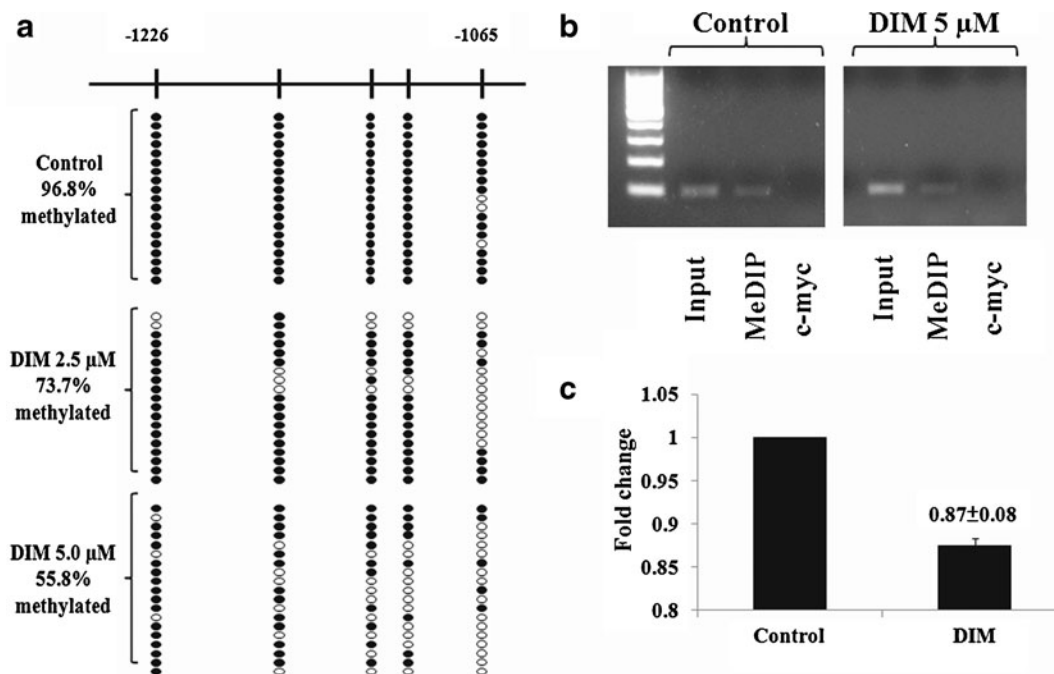 a
-1226
-1065
Control
96.8%
methylated
DIM 2.5 µM
73.7%
methylated
DIM 5.0 µM
55.8%
methylated
b
Control
DIM 5 µM
Input
MeDIP
c-myc
Input
MeDIP
c-myc
c
Fold change
1.05
1
0.95
0.9
0.85
0.8
0.87±0.08
Control
DIM